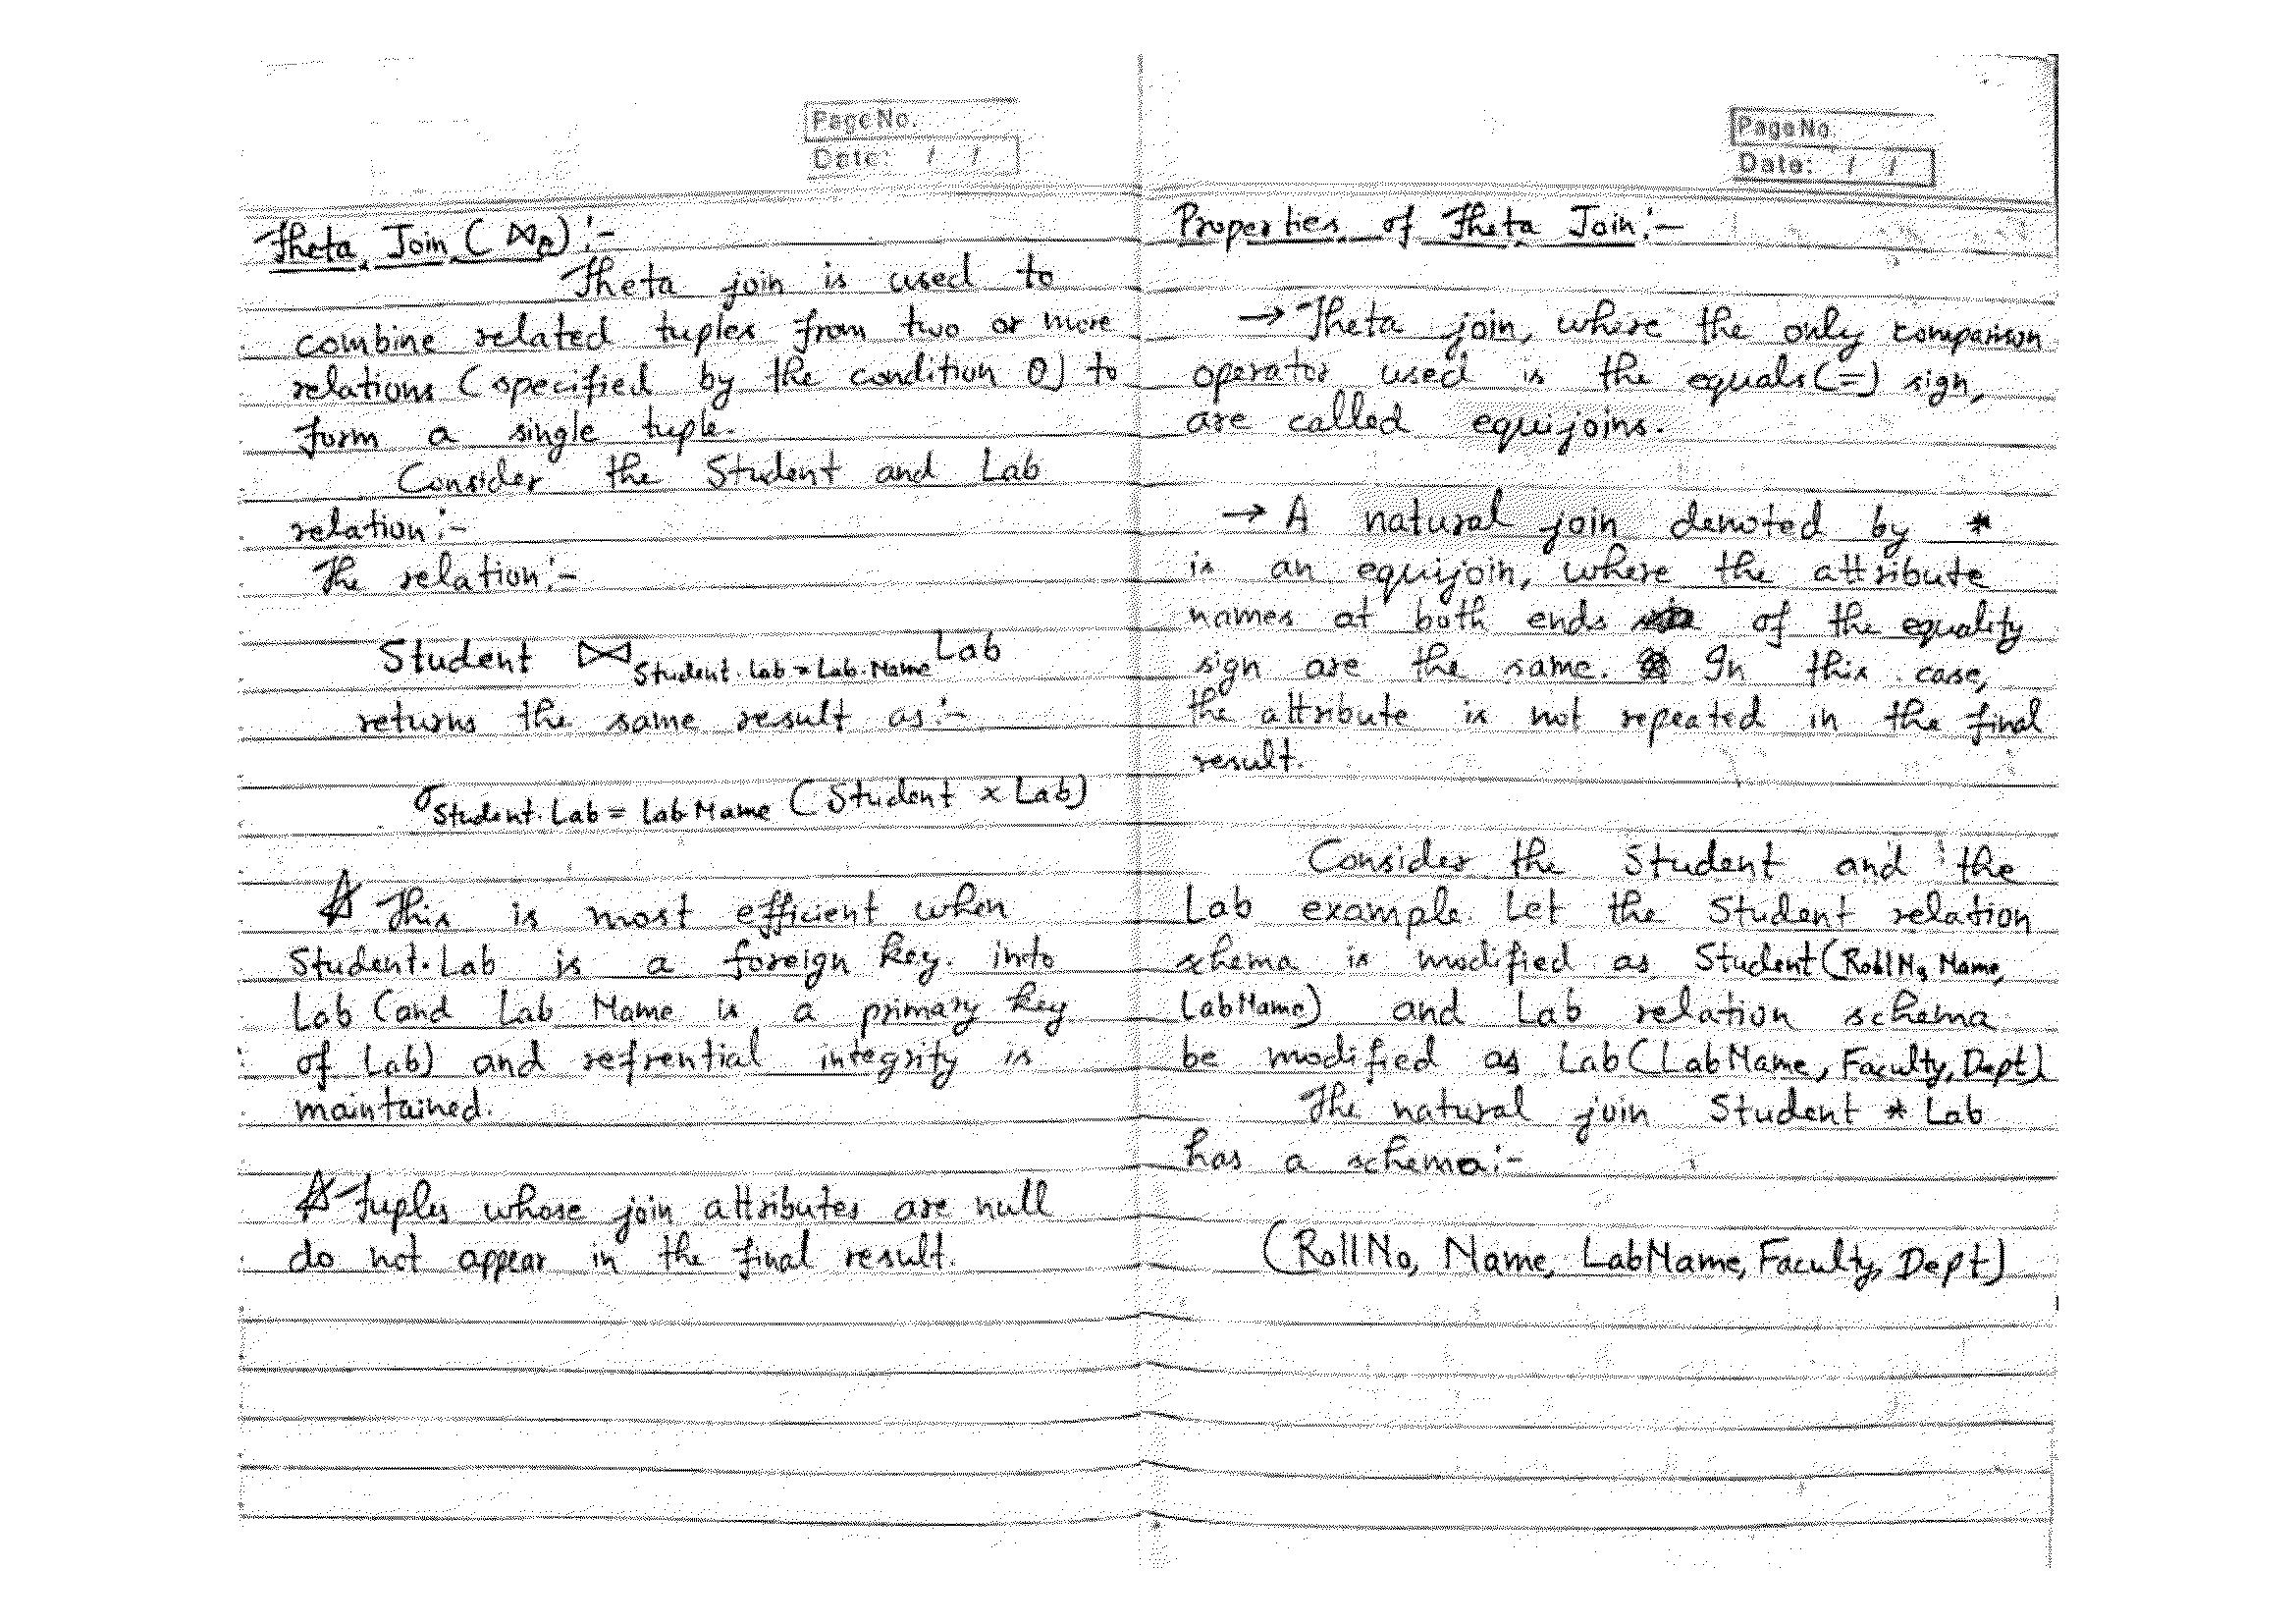 Page No.
Date: / /
Theta Join (⋈θ):-
Theta join is used to
combine related tuples from two or more
relations (specified by the condition θ) to
form a single tuple.
Consider the Student and Lab
relation:-
The relation:-
Student ⋈ Student.Lab = Lab.Name Lab
returns the same result as:-
σ Student.Lab = Lab.Name (Student x Lab)
☆ This is most efficient when
Student.Lab is a foreign key. into
Lab (and Lab Name is a primary key
of Lab) and refrential integrity is
maintained.
☆ Tuples whose join attributes are null
do not appear in the final result.
Page No.
Date: / /
Properties of Theta Join:-
→ Theta join, where the only comparison
operator used is the equals(=) sign,
are called equijoins.
→ A natural join denoted by *
is an equijoin, where the attribute
names at both ends of the equality
sign are the same. In this case,
the attribute is not repeated in the final
result.
Consider the Student and the
Lab example. Let the Student relation
schema is modified as Student(RollNo, Name,
LabName) and Lab relation schema
be modified as Lab(LabName, Faculty, Dept)
The natural join Student * Lab
has a schema:-
(RollNo, Name, LabName, Faculty, Dept)